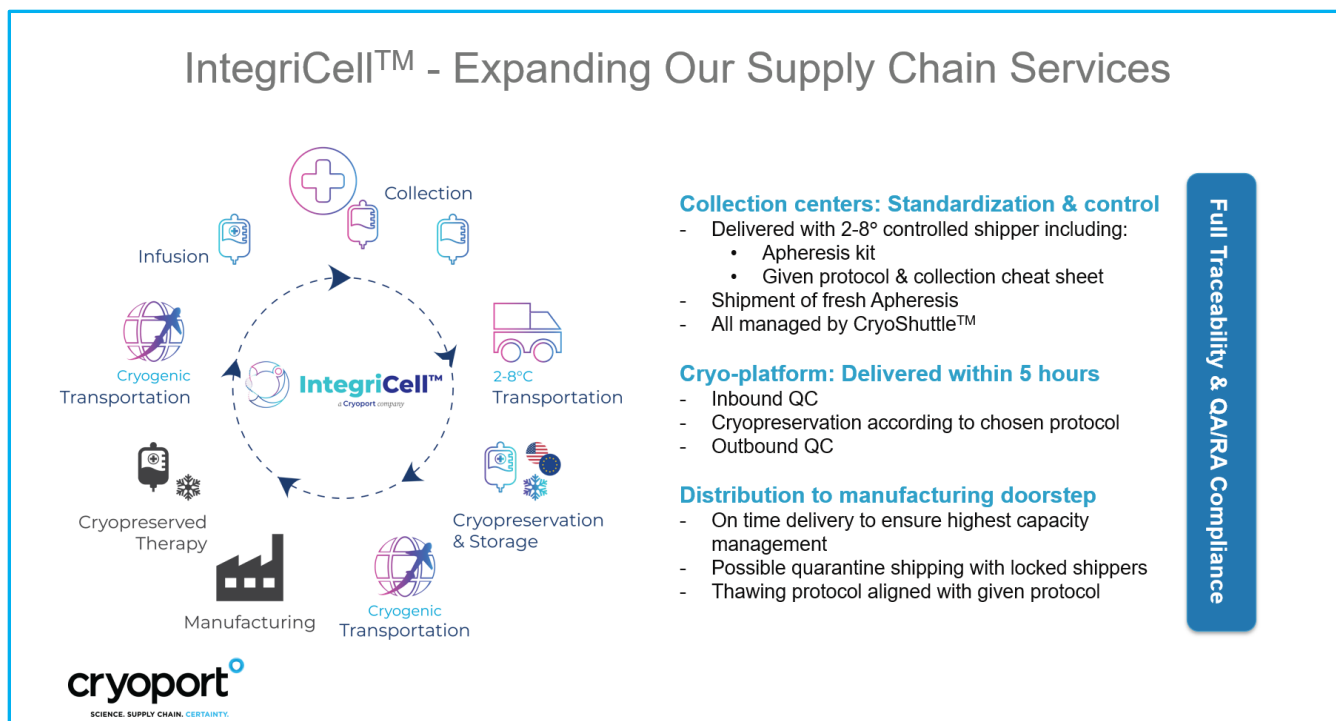 IntegriCell™ - Expanding Our Supply Chain Services
Collection
Infusion
Cryogenic
Transportation
IntegriCell™
a Cryoport company
2-8°C
Transportation
Cryopreserved
Therapy
Cryopreservation
& Storage
Manufacturing
Cryogenic
Transportation
Collection centers: Standardization & control
- Delivered with 2-8° controlled shipper including:
• Apheresis kit
• Given protocol & collection cheat sheet
- Shipment of fresh Apheresis
- All managed by CryoShuttle™
Cryo-platform: Delivered within 5 hours
- Inbound QC
- Cryopreservation according to chosen protocol
- Outbound QC
Distribution to manufacturing doorstep
- On time delivery to ensure highest capacity
management
- Possible quarantine shipping with locked shippers
- Thawing protocol aligned with given protocol
Full Traceability & QA/RA Compliance
cryoport
SCIENCE. SUPPLY CHAIN. CERTAINTY.